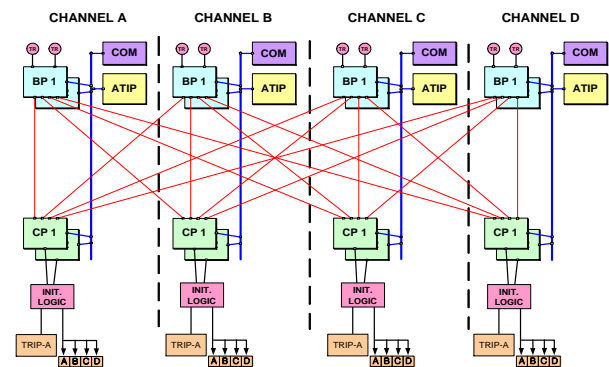 CHANNEL A CHANNEL B CHANNEL C CHANNEL D
TR TR TR TR TR TR TR TR
COM COM COM COM
BP 1 BP 1 BP 1 BP 1
ATIP ATIP ATIP ATIP
CP 1 CP 1 CP 1 CP 1
INIT. INIT. INIT. INIT.
LOGIC LOGIC LOGIC LOGIC
TRIP-A TRIP-A TRIP-A TRIP-A
A B C D A B C D A B C D A B C D